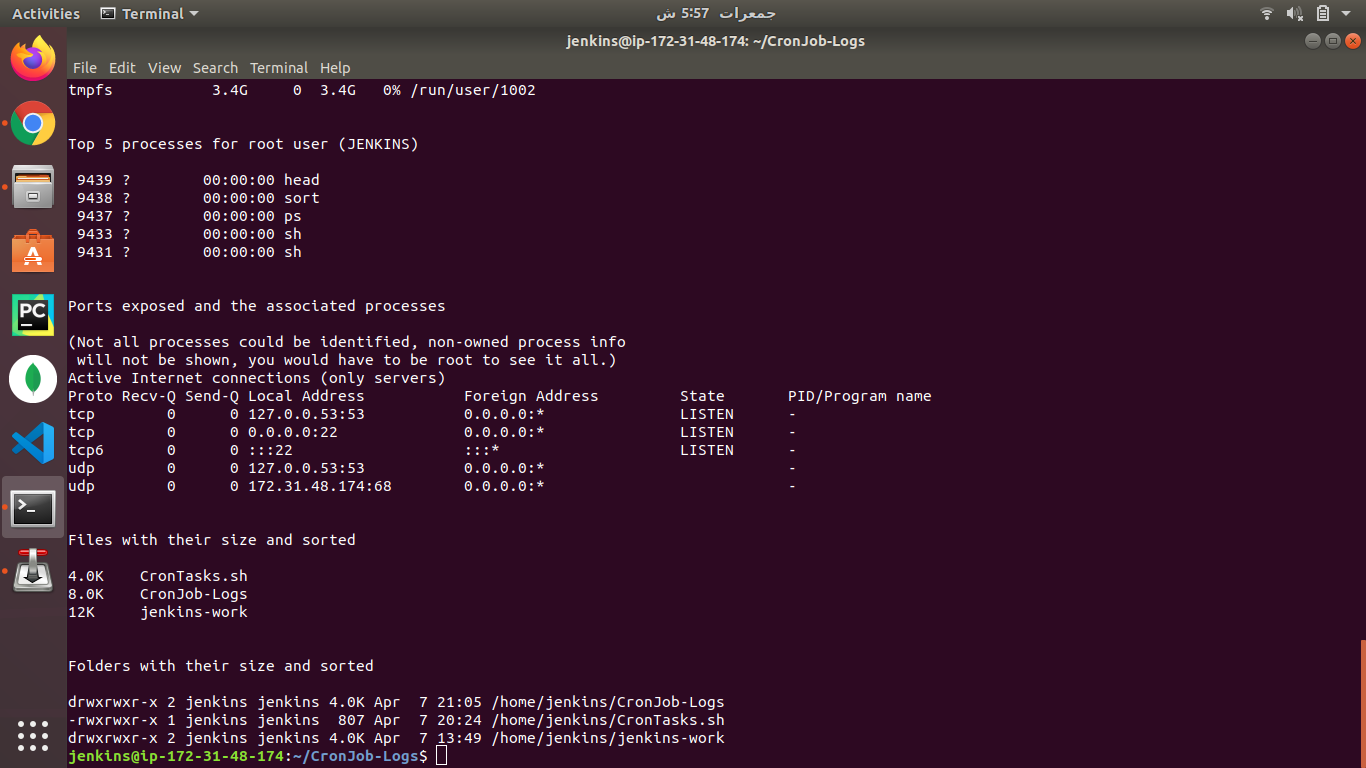 Activities Terminal جمعرات 5:57 ش
jenkins@ip-172-31-48-174: ~/CronJob-Logs
File Edit View Search Terminal Help
tmpfs 3.4G 0 3.4G 0% /run/user/1002
Top 5 processes for root user (JENKINS)
9439 ? 00:00:00 head
9438 ? 00:00:00 sort
9437 ? 00:00:00 ps
9433 ? 00:00:00 sh
9431 ? 00:00:00 sh
Ports exposed and the associated processes
(Not all processes could be identified, non-owned process info
will not be shown, you would have to be root to see it all.)
Active Internet connections (only servers)
Proto Recv-Q Send-Q Local Address Foreign Address State PID/Program name
tcp 0 0 127.0.0.53:53 0.0.0.0:* LISTEN -
tcp 0 0 0.0.0.0:22 0.0.0.0:* LISTEN -
tcp6 0 0 :::22 :::* LISTEN -
udp 0 0 127.0.0.53:53 0.0.0.0:* -
udp 0 0 172.31.48.174:68 0.0.0.0:* -
Files with their size and sorted
4.0K CronTasks.sh
8.0K CronJob-Logs
12K jenkins-work
Folders with their size and sorted
drwxrwxr-x 2 jenkins jenkins 4.0K Apr 7 21:05 /home/jenkins/CronJob-Logs
-rwxrwxr-x 1 jenkins jenkins 807 Apr 7 20:24 /home/jenkins/CronTasks.sh
drwxrwxr-x 2 jenkins jenkins 4.0K Apr 7 13:49 /home/jenkins/jenkins-work
jenkins@ip-172-31-48-174:~/CronJob-Logs$
PC